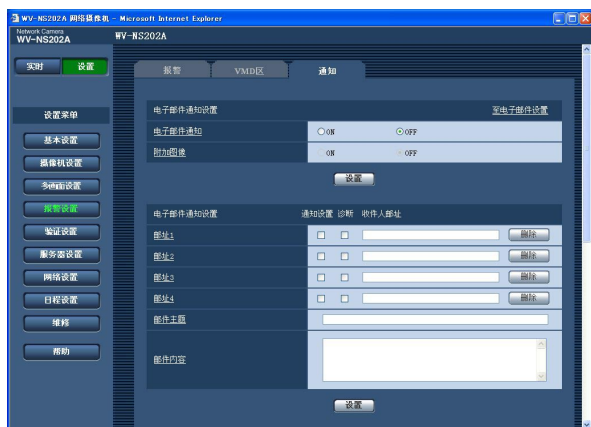 WV-NS202A 网络摄像机 - Microsoft Internet Explorer
Network Camera
WV-NS202A
WV-NS202A
实时 设置
报警 VMD区 通知
设置菜单
基本设置
摄像机设置
多画面设置
报警设置
验证设置
服务器设置
网络设置
日程设置
维修
帮助
电子邮件通知设置 至电子邮件设置
电子邮件通知 ON OFF
附加图像 ON OFF
设置
电子邮件通知设置 通知设置 诊断 收件人邮址
邮址1 删除
邮址2 删除
邮址3 删除
邮址4 删除
邮件主题
邮件内容
设置